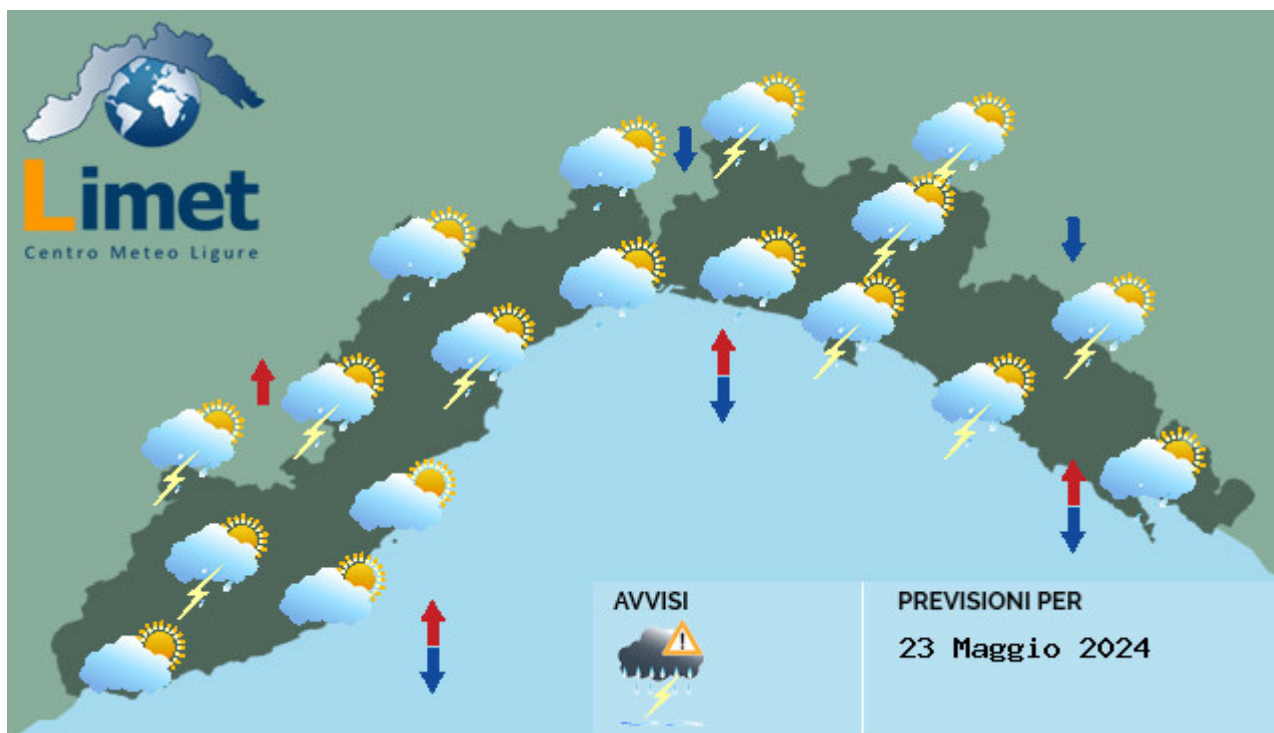 Limet
Centro Meteo Ligure
AVVISI
PREVISIONI PER
23 Maggio 2024